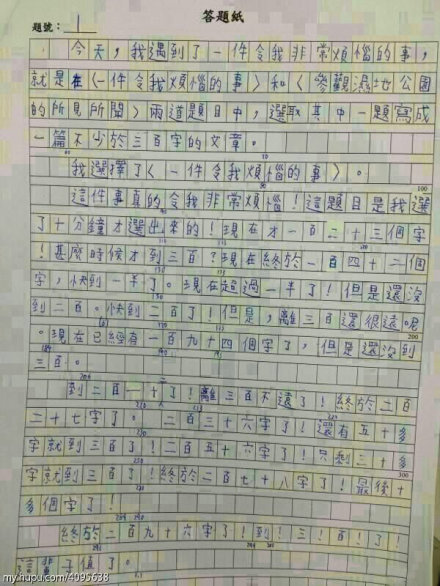 答題紙
題號：1
今天，我遇到了一件令我非常煩惱的事，
就是在〈一件令我煩惱的事〉和〈參觀濕地公園
的所見所聞〉兩道題目中，選取其中一題寫成
一篇不少於三百字的文章。
我選擇了〈一件令我煩惱的事〉。
這件事真的令我非常煩惱！這題目是我選
了十分鐘才選出來的！現在才一百二十三個字
！甚麼時候才到三百？現在終於一百四十二個
字，快到一半了。現在超過一半了！但是還沒
到二百。快到二百了！但是，離三百還很遠呢
。現在已經有一百九十四個字了，但是還沒到
三百。
到二百一十了！離三百不遠了！終於二百
二十七字了。二百三十六字了！還有五十多
字就到三百了！二百五十六字了！只剩三十多
字就到三百了！終於二百七十八字了！最後十
多個字了！
終於二百九十六字了！到！三！百！了！
my.hupu.com/4095638